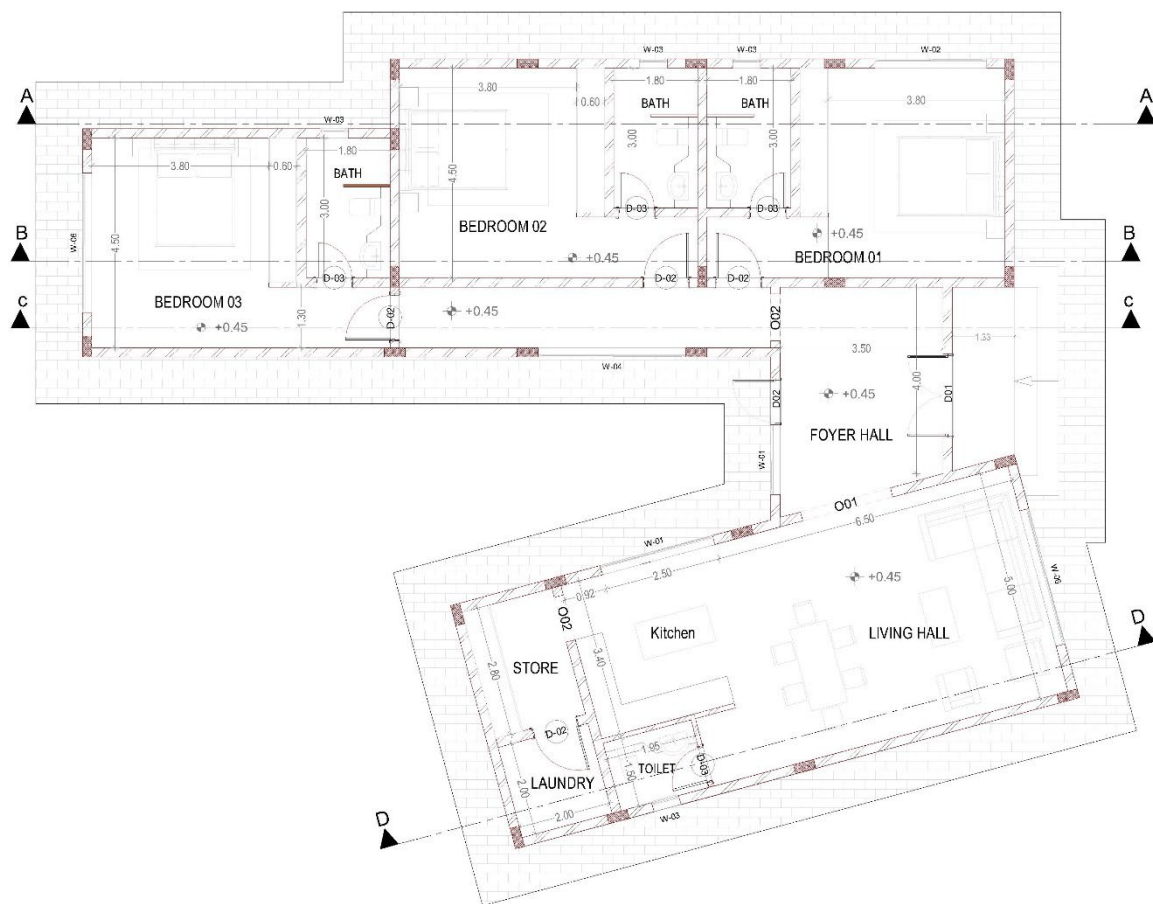 W-03
W-03
W-02
1.80
1.80
3.80
0.60
3.80
A
A
BATH
BATH
W-03
3.00
3.00
1.80
3.80
0.60
BATH
4.50
3.00
4.50
D-03
D-03
BEDROOM 02
+0.45
B
B
W-06
+0.45
BEDROOM 01
D-03
D-02
D-02
BEDROOM 03
c
c
+0.45
1.30
D-02
+0.45
O02
3.50
1.33
W-04
4.00
D02
+0.45
D01
FOYER HALL
W-01
O01
6.50
W-01
2.50
+0.45
0.92
5.00
W-06
O02
Kitchen
LIVING HALL
D
STORE
3.40
2.80
D-02
1.95
TOILET
D-03
LAUNDRY
1.50
2.00
2.00
W-03
D